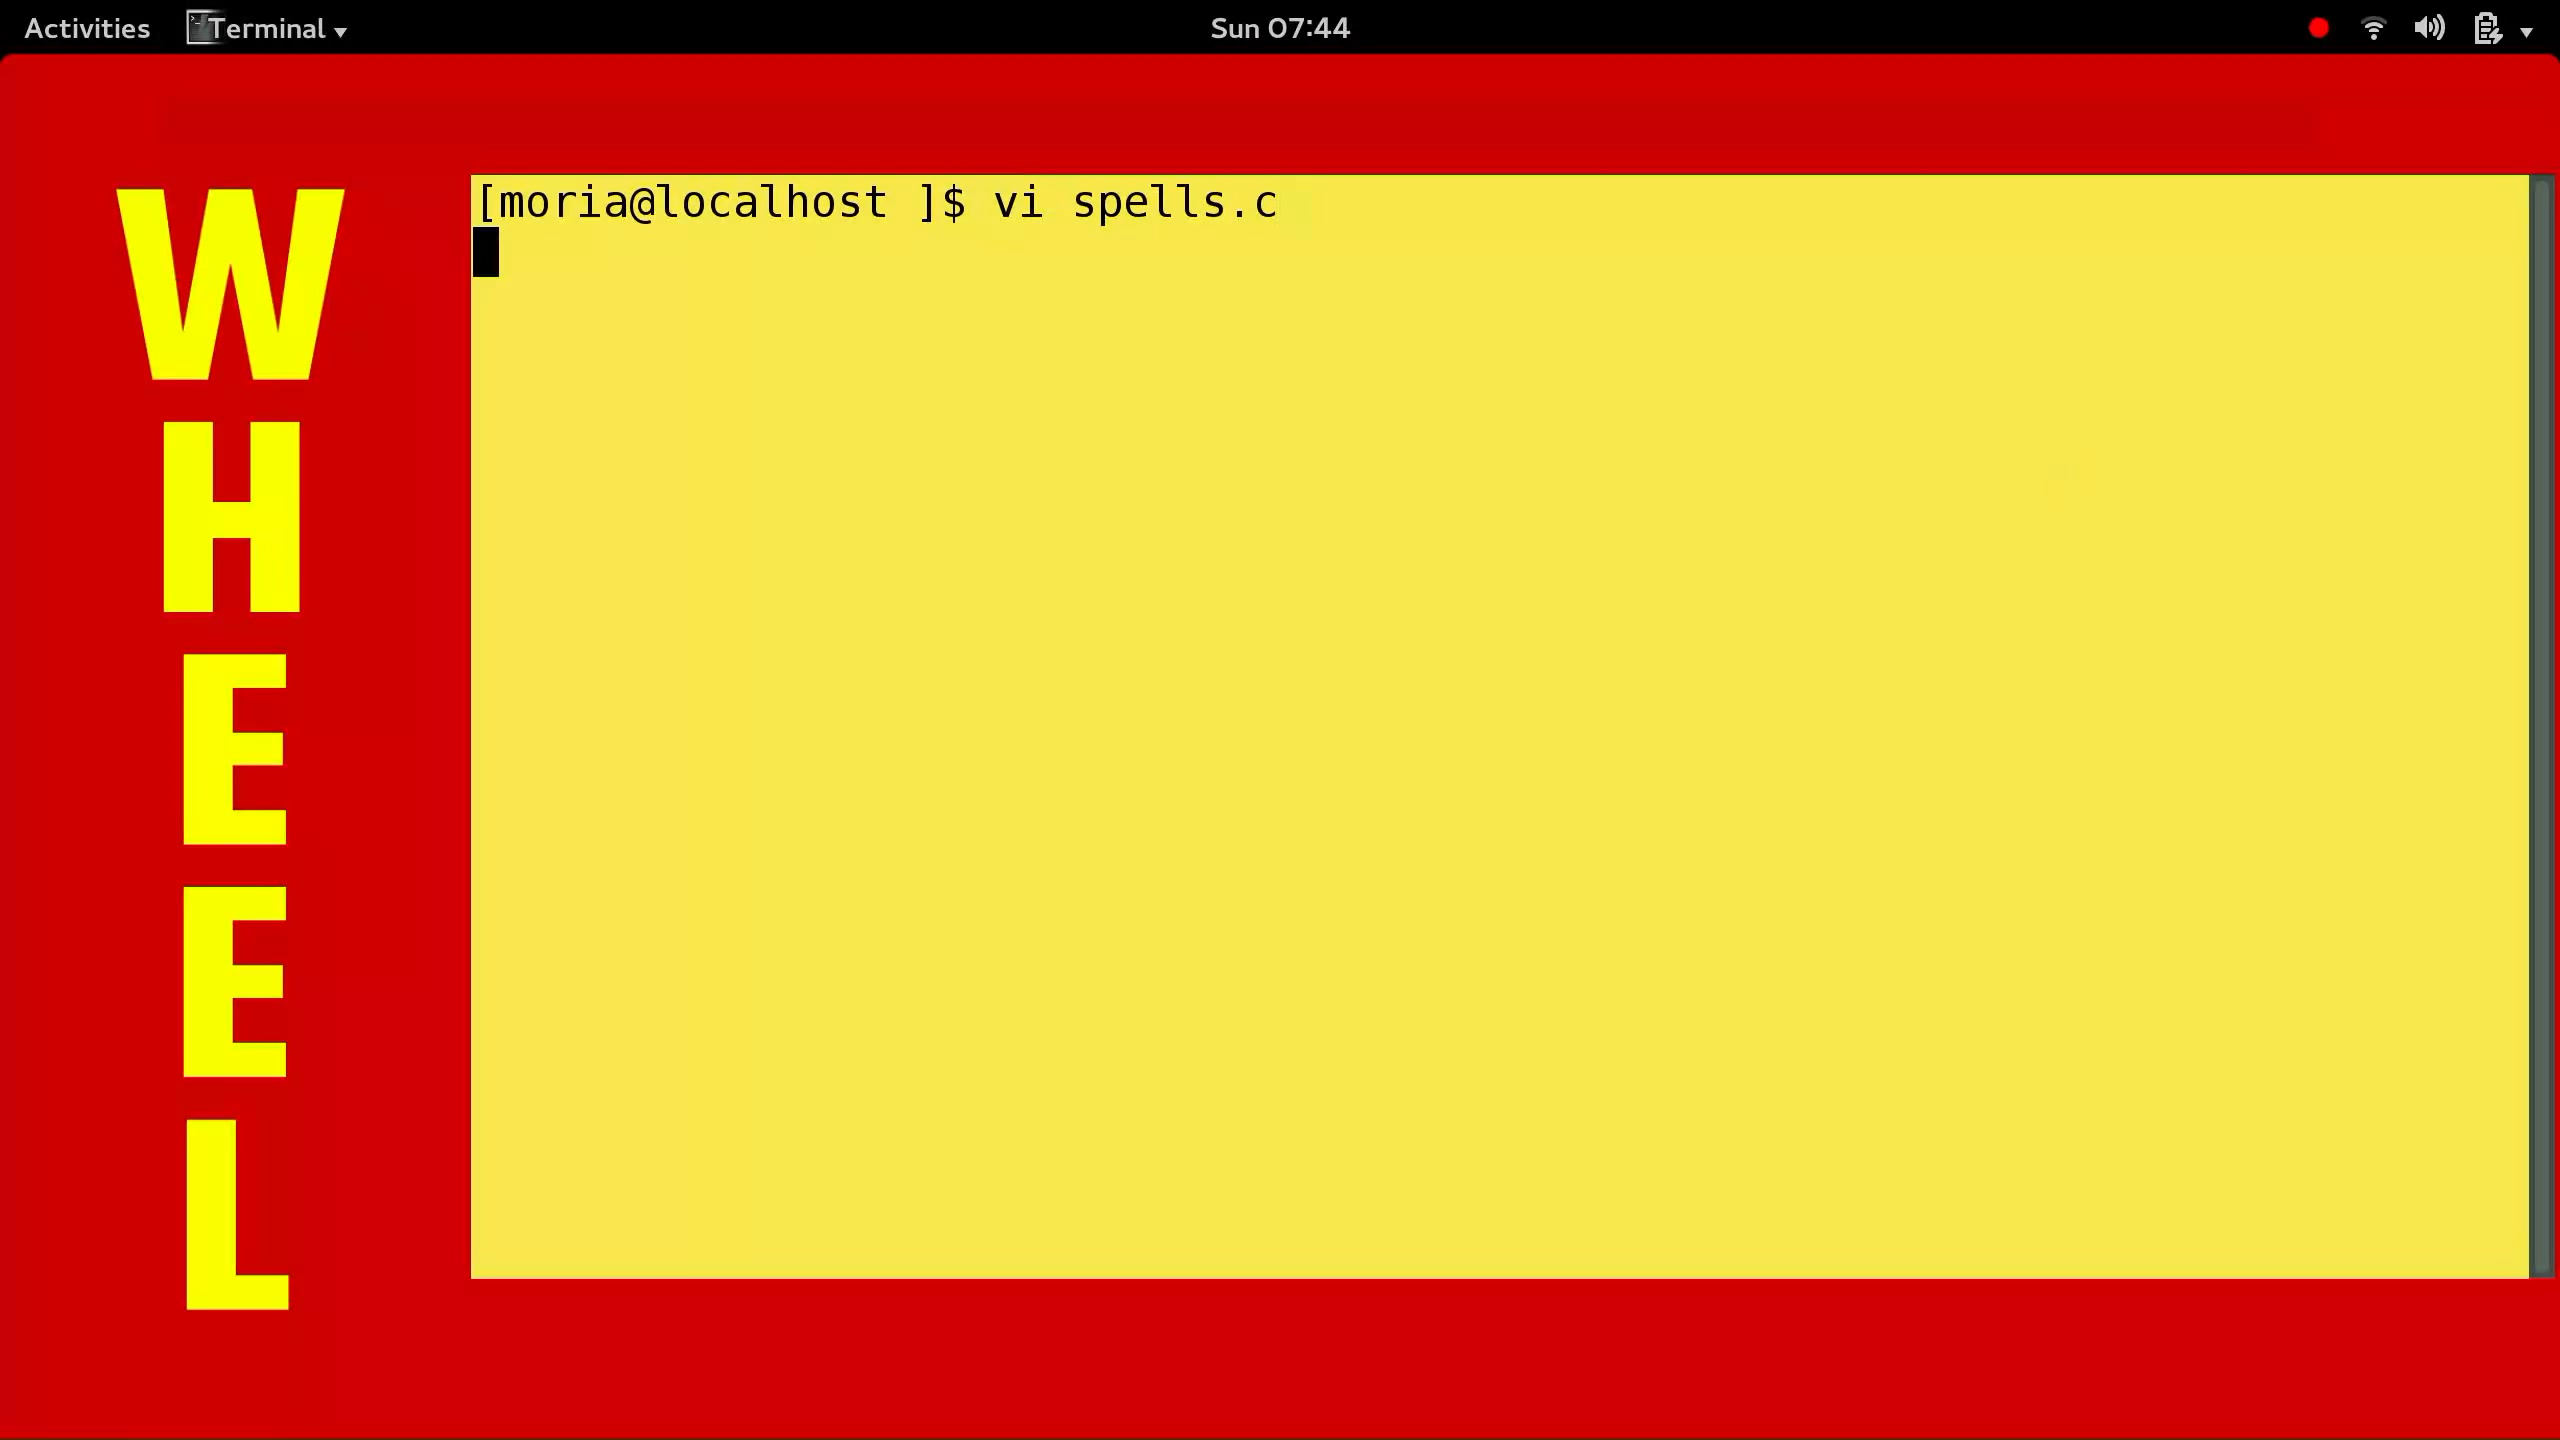 Activities Terminal Sun 07:44
W
H
E
E
L
[moria@localhost ]$ vi spells.c